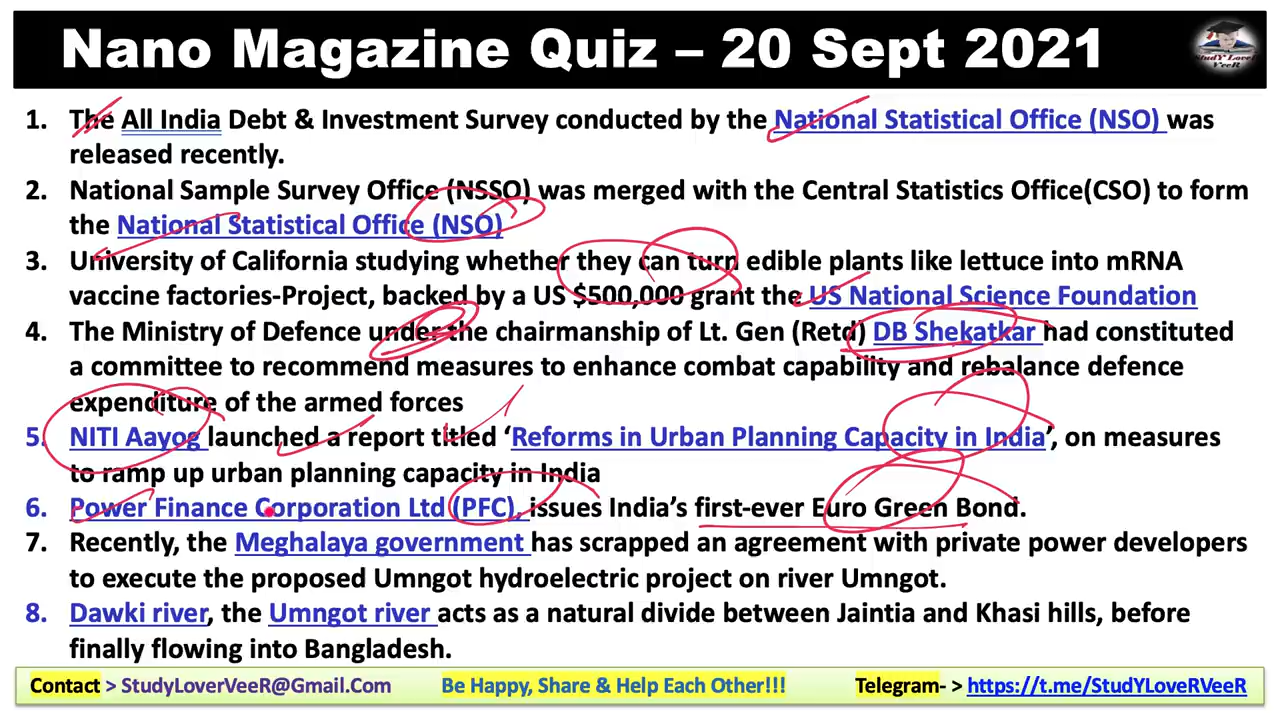 Nano Magazine Quiz – 20 Sept 2021
StudY LoveR
VeeR
1. The All India Debt & Investment Survey conducted by the National Statistical Office (NSO) was
released recently.
2. National Sample Survey Office (NSSO) was merged with the Central Statistics Office(CSO) to form
the National Statistical Office (NSO)
3. University of California studying whether they can turn edible plants like lettuce into mRNA
vaccine factories-Project, backed by a US $500,000 grant the US National Science Foundation
4. The Ministry of Defence under the chairmanship of Lt. Gen (Retd) DB Shekatkar had constituted
a committee to recommend measures to enhance combat capability and rebalance defence
expenditure of the armed forces
5. NITI Aayog launched a report titled ‘Reforms in Urban Planning Capacity in India’, on measures
to ramp up urban planning capacity in India
6. Power Finance Corporation Ltd (PFC), issues India’s first-ever Euro Green Bond.
7. Recently, the Meghalaya government has scrapped an agreement with private power developers
to execute the proposed Umngot hydroelectric project on river Umngot.
8. Dawki river, the Umngot river acts as a natural divide between Jaintia and Khasi hills, before
finally flowing into Bangladesh.
Contact > StudyLoverVeeR@Gmail.Com Be Happy, Share & Help Each Other!!! Telegram- > https://t.me/StudYLoveRVeeR